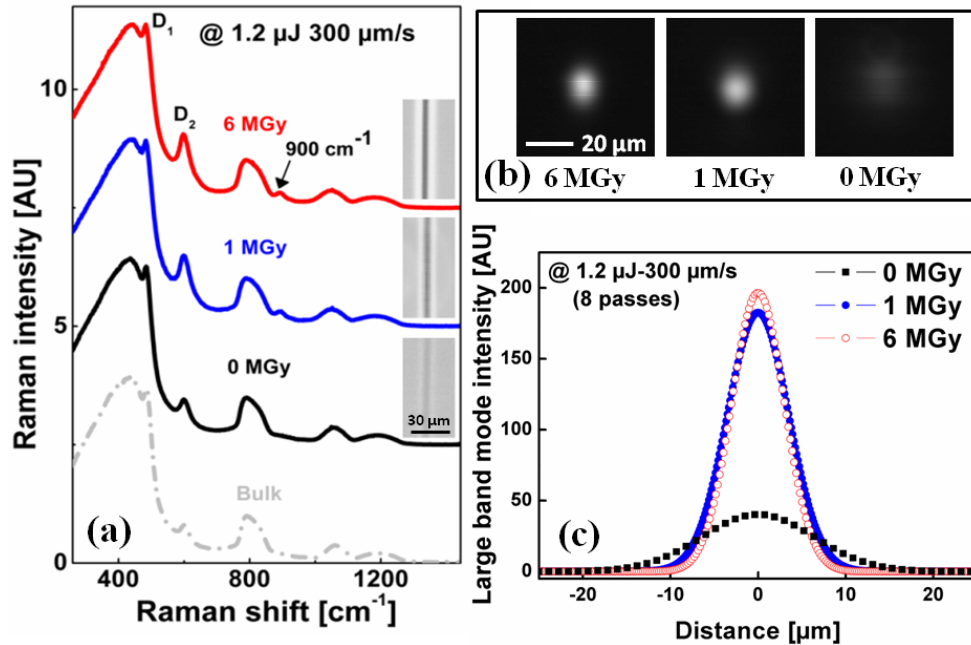 D1
@ 1.2 µJ 300 µm/s
10
D2
6 MGy
900 cm-1
1 MGy
5
0 MGy
30 µm
Bulk
(a)
0
400
800
1200
Raman shift [cm-1]
Raman intensity [AU]
20 µm
(b)
6 MGy
1 MGy
0 MGy
@ 1.2 µJ-300 µm/s
(8 passes)
0 MGy
1 MGy
6 MGy
200
150
100
50
0
(c)
-20
-10
0
10
20
Distance [µm]
Large band mode intensity [AU]